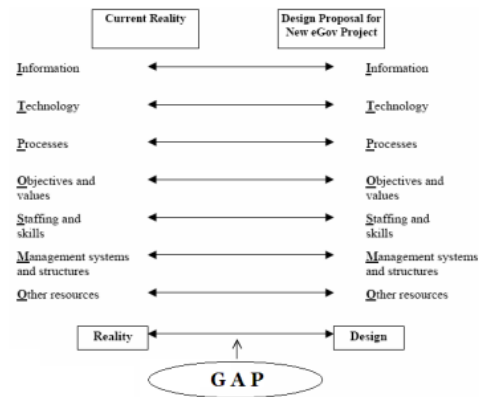 Current Reality
Design Proposal for
New eGov Project
Information
Information
Technology
Technology
Processes
Processes
Objectives and
values
Objectives and
values
Staffing and
skills
Staffing and
skills
Management systems
and structures
Management systems
and structures
Other resources
Other resources
Reality
Design
GAP